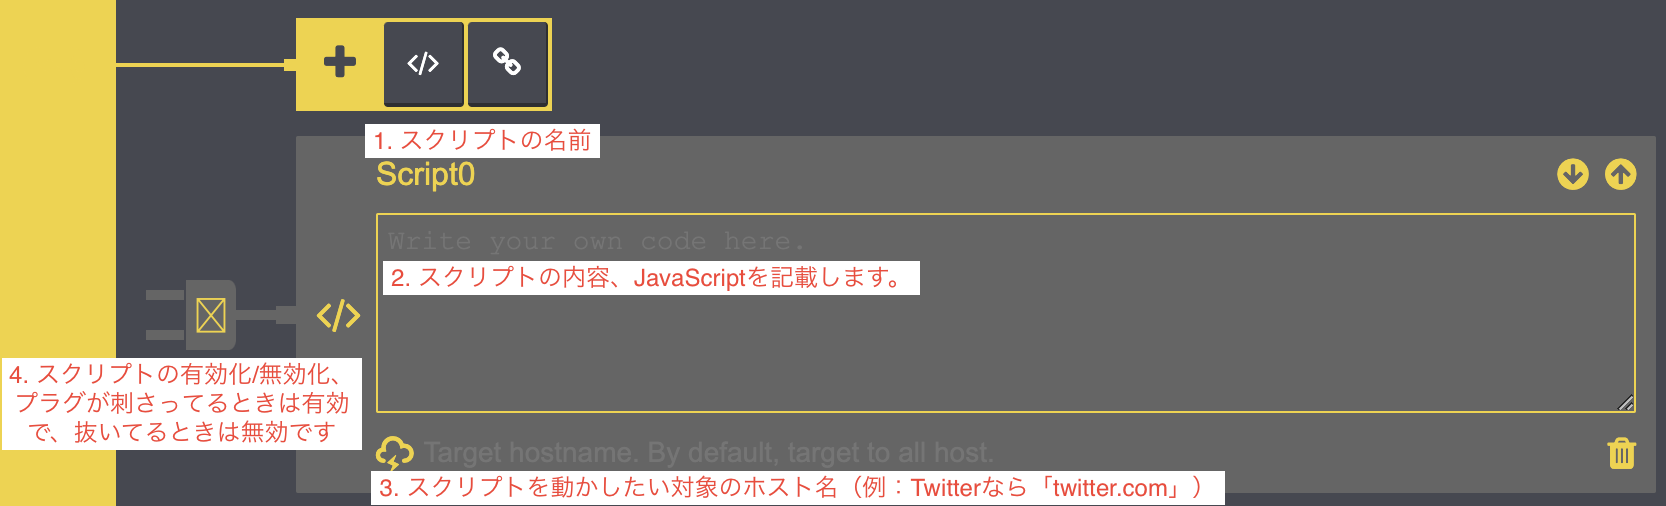 1. スクリプトの名前
Script0
Write your own code here.
2. スクリプトの内容、JavaScriptを記載します。
4. スクリプトの有効化/無効化、
プラグが刺さってるときは有効
で、抜いてるときは無効です
Target hostname. By default, target to all host.
3. スクリプトを動かしたい対象のホスト名（例：Twitterなら「twitter.com」）